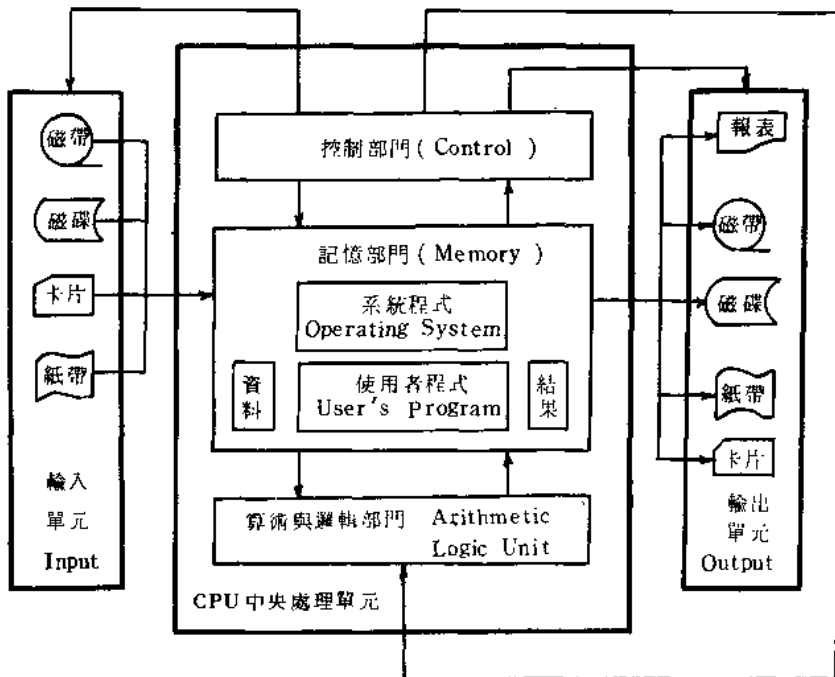 磁帶
磁碟
卡片
紙帶
輸入
單元
Input
控制部門 ( Control )
記憶部門 ( Memory )
系統程式
Operating System
資料
使用者程式
User's Program
結果
算術與邏輯部門 Arithmetic
Logic Unit
CPU 中央處理單元
報表
磁帶
磁碟
紙帶
卡片
輸出
單元
Output